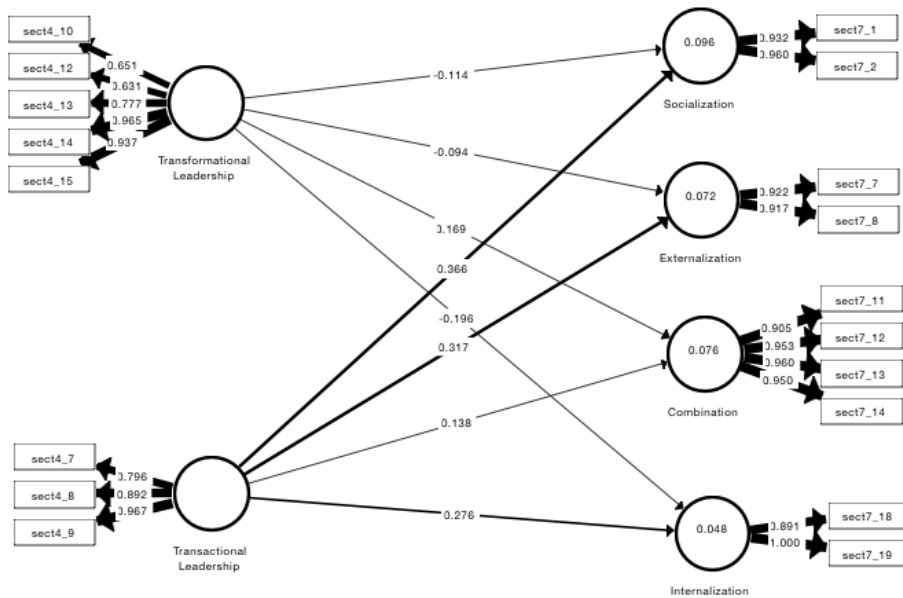 sect4_10
sect4_12
sect4_13
sect4_14
sect4_15
0.651
0.631
0.777
0.965
0.937
Transformational
Leadership
sect4_7
sect4_8
sect4_9
0.796
0.892
0.967
Transactional
Leadership
-0.114
-0.094
0.169
0.366
-0.196
0.317
0.138
0.276
0.096
Socialization
0.932
0.960
sect7_1
sect7_2
0.072
Externalization
0.922
0.917
sect7_7
sect7_8
0.076
Combination
0.905
0.953
0.960
0.950
sect7_11
sect7_12
sect7_13
sect7_14
0.048
Internalization
0.891
1.000
sect7_18
sect7_19